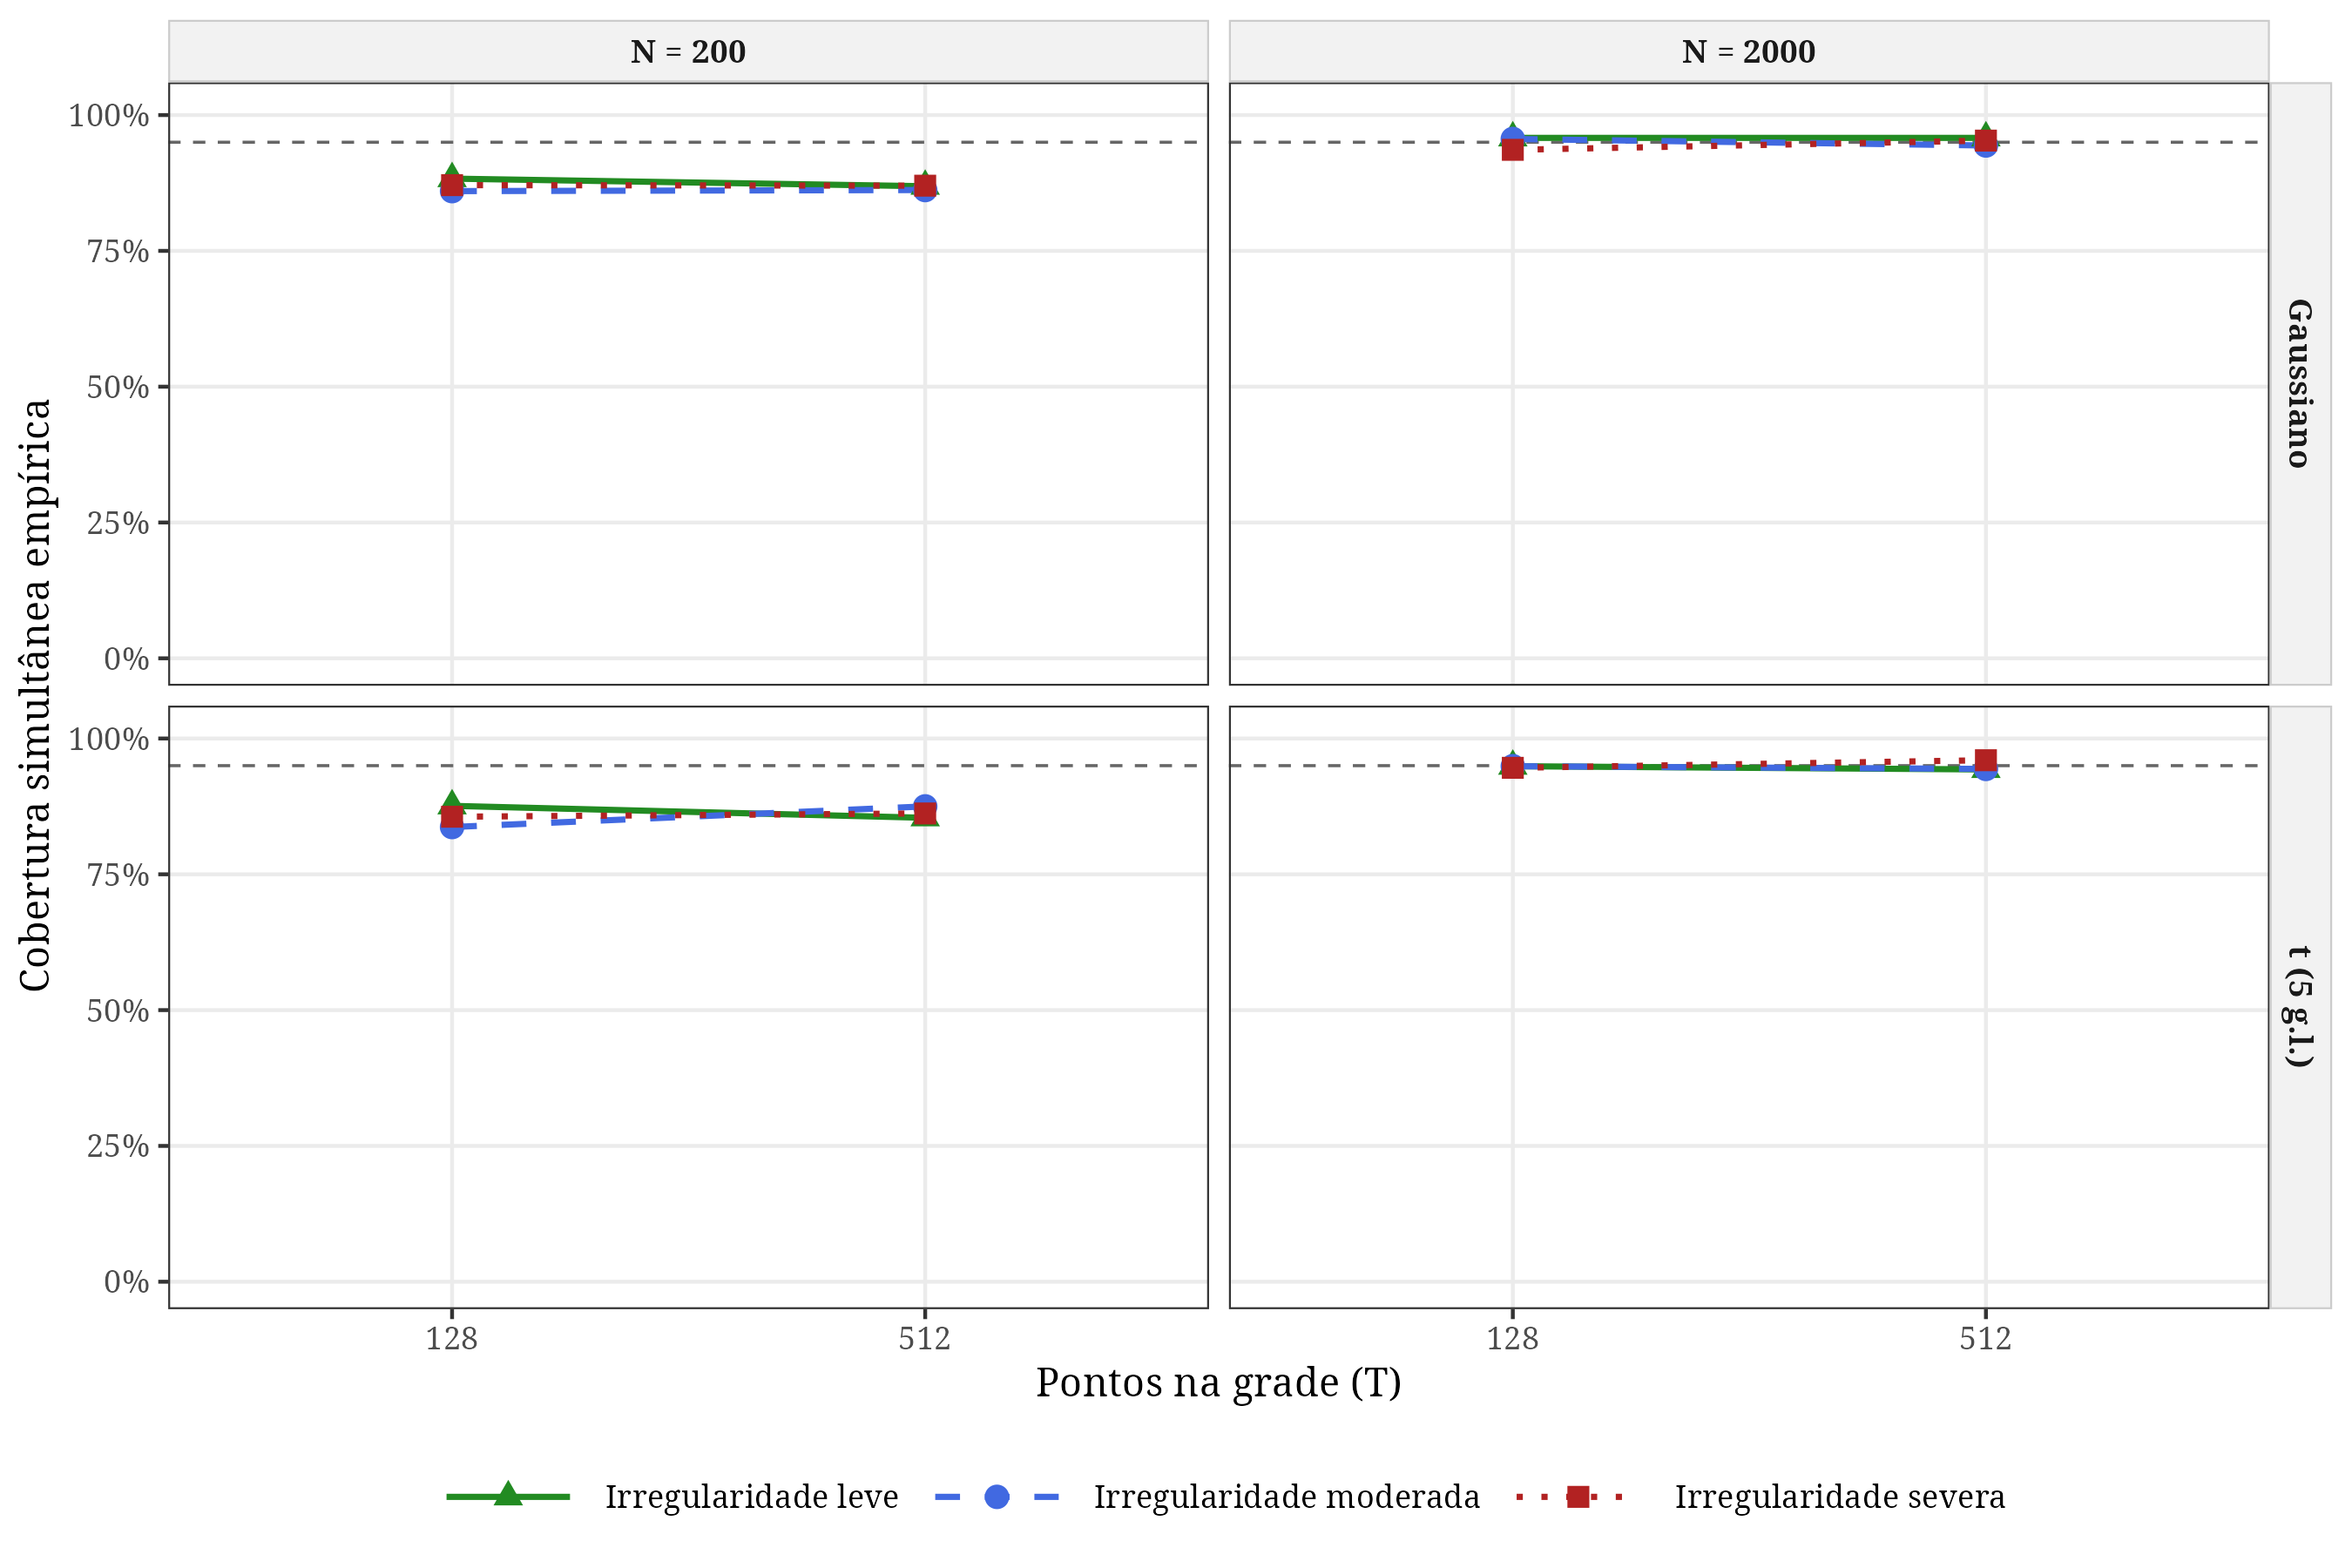 N = 200
N = 2000
100%
75%
50%
25%
0%
Gaussiano
100%
75%
50%
25%
0%
t (5 g.l.)
Cobertura simultânea empírica
128
512
128
512
Pontos na grade (T)
Irregularidade leve
Irregularidade moderada
Irregularidade severa